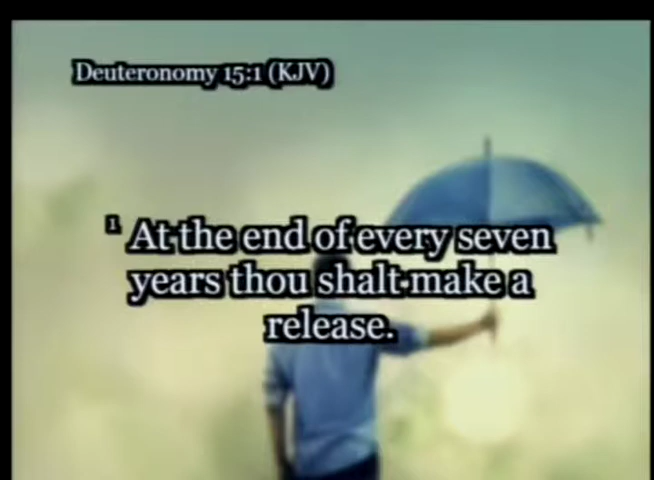 Deuteronomy 15:1 (KJV)
1 At the end of every seven
years thou shalt make a
release.